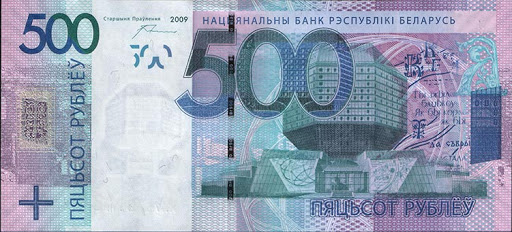 500
Старшыня Праўлення
2009
НАЦЫЯНАЛЬНЫ БАНК РЭСПУБЛІКІ БЕЛАРУСЬ
500
ПЯЦЬСОТ РУБЛЁЎ
ПЯЦЬСОТ РУБЛЁЎ